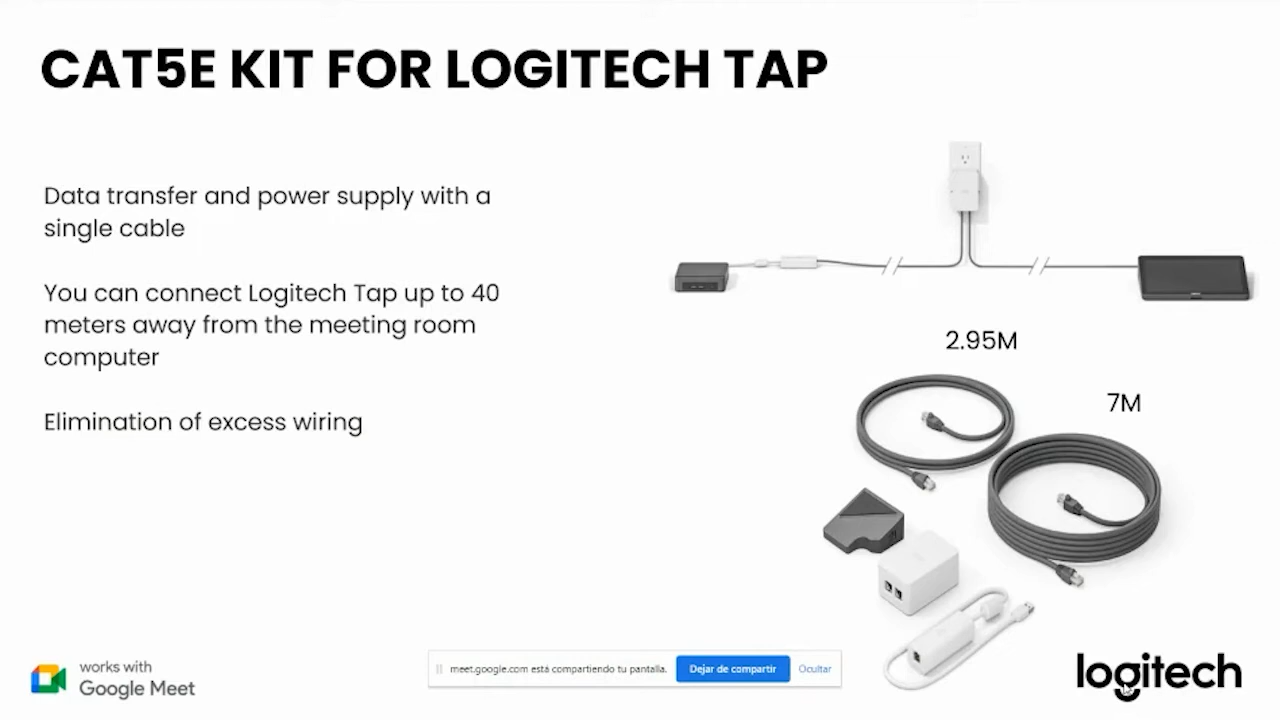 CAT5E KIT FOR LOGITECH TAP
Data transfer and power supply with a
single cable
You can connect Logitech Tap up to 40
meters away from the meeting room
computer
Elimination of excess wiring
2.95M
7M
works with
Google Meet
meet.google.com está compartiendo tu pantalla.
Dejar de compartir
Ocultar
logitech